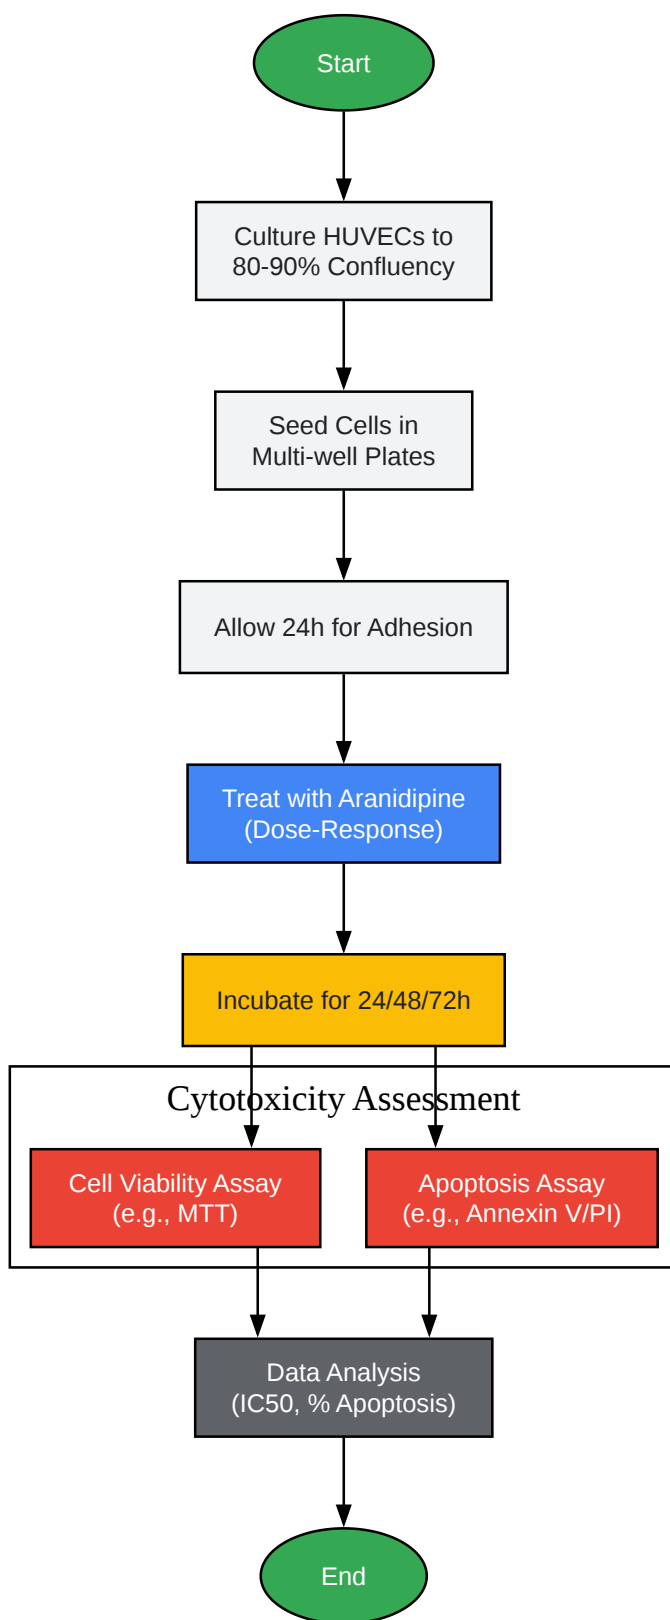 Start
Culture HUVECs to
80-90% Confluency
Seed Cells in
Multi-well Plates
Allow 24h for Adhesion
Treat with Aranidipine
(Dose-Response)
Incubate for 24/48/72h
Cytotoxicity Assessment
Cell Viability Assay
(e.g., MTT)
Apoptosis Assay
(e.g., Annexin V/PI)
Data Analysis
(IC50, % Apoptosis)
End